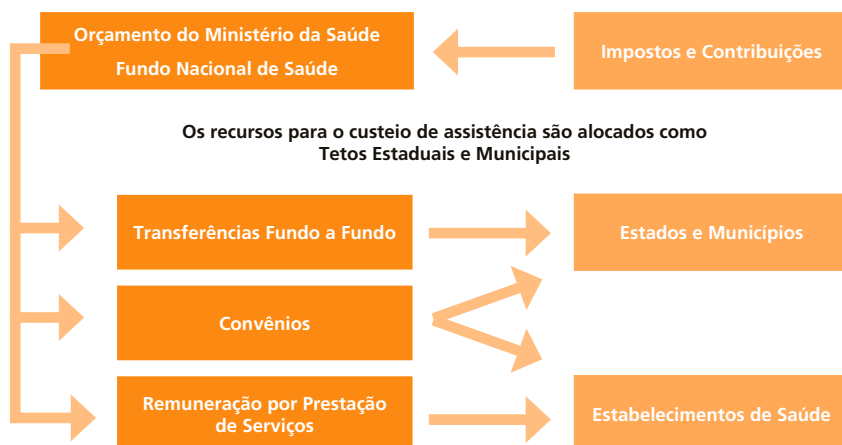 Orçamento do Ministério da Saúde
Fundo Nacional de Saúde
Impostos e Contribuições
Os recursos para o custeio de assistência são alocados como
Tetos Estaduais e Municipais
Transferências Fundo a Fundo
Estados e Municípios
Convênios
Remuneração por Prestação
de Serviços
Estabelecimentos de Saúde